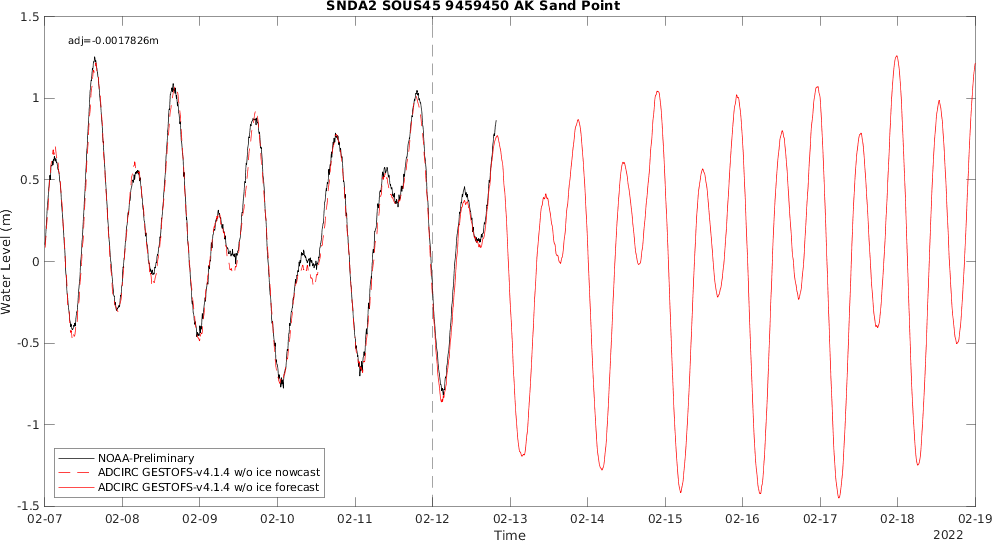 SNDA2 SOUS45 9459450 AK Sand Point
adj=-0.0017826m
1.5
1
0.5
0
-0.5
-1
-1.5
Water Level (m)
NOAA-Preliminary
ADCIRC GESTOFS-v4.1.4 w/o ice nowcast
ADCIRC GESTOFS-v4.1.4 w/o ice forecast
02-07 02-08 02-09 02-10 02-11 02-12 02-13 02-14 02-15 02-16 02-17 02-18 02-19
Time
2022